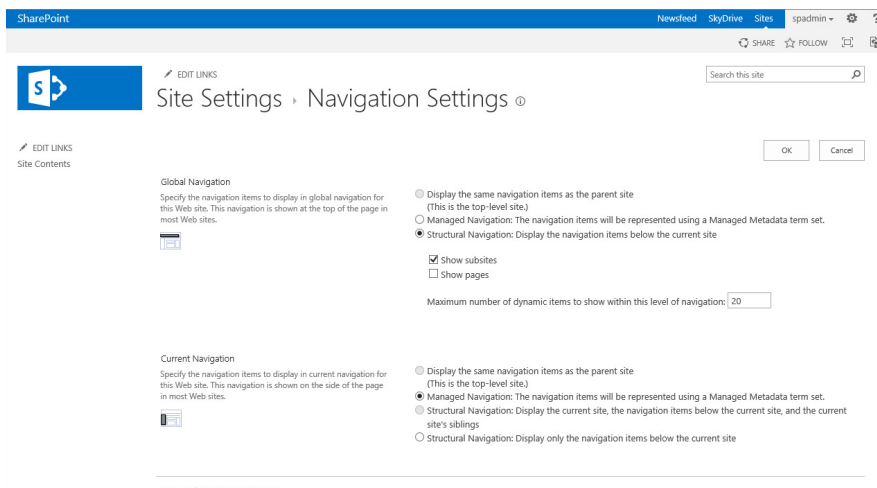 SharePoint
Newsfeed SkyDrive Sites spadmin ?
SHARE FOLLOW
S
EDIT LINKS
Search this site
Site Settings Navigation Settings
EDIT LINKS
Site Contents
OK Cancel
Global Navigation
Specify the navigation items to display in global navigation for
this Web site. This navigation is shown at the top of the page in
most Web sites.
Display the same navigation items as the parent site
(This is the top-level site.)
Managed Navigation: The navigation items will be represented using a Managed Metadata term set.
Structural Navigation: Display the navigation items below the current site
Show subsites
Show pages
Maximum number of dynamic items to show within this level of navigation: 20
Current Navigation
Specify the navigation items to display in current navigation for
this Web site. This navigation is shown on the side of the page
in most Web sites.
Display the same navigation items as the parent site
(This is the top-level site.)
Managed Navigation: The navigation items will be represented using a Managed Metadata term set.
Structural Navigation: Display the current site, the navigation items below the current site, and the current
site's siblings
Structural Navigation: Display only the navigation items below the current site